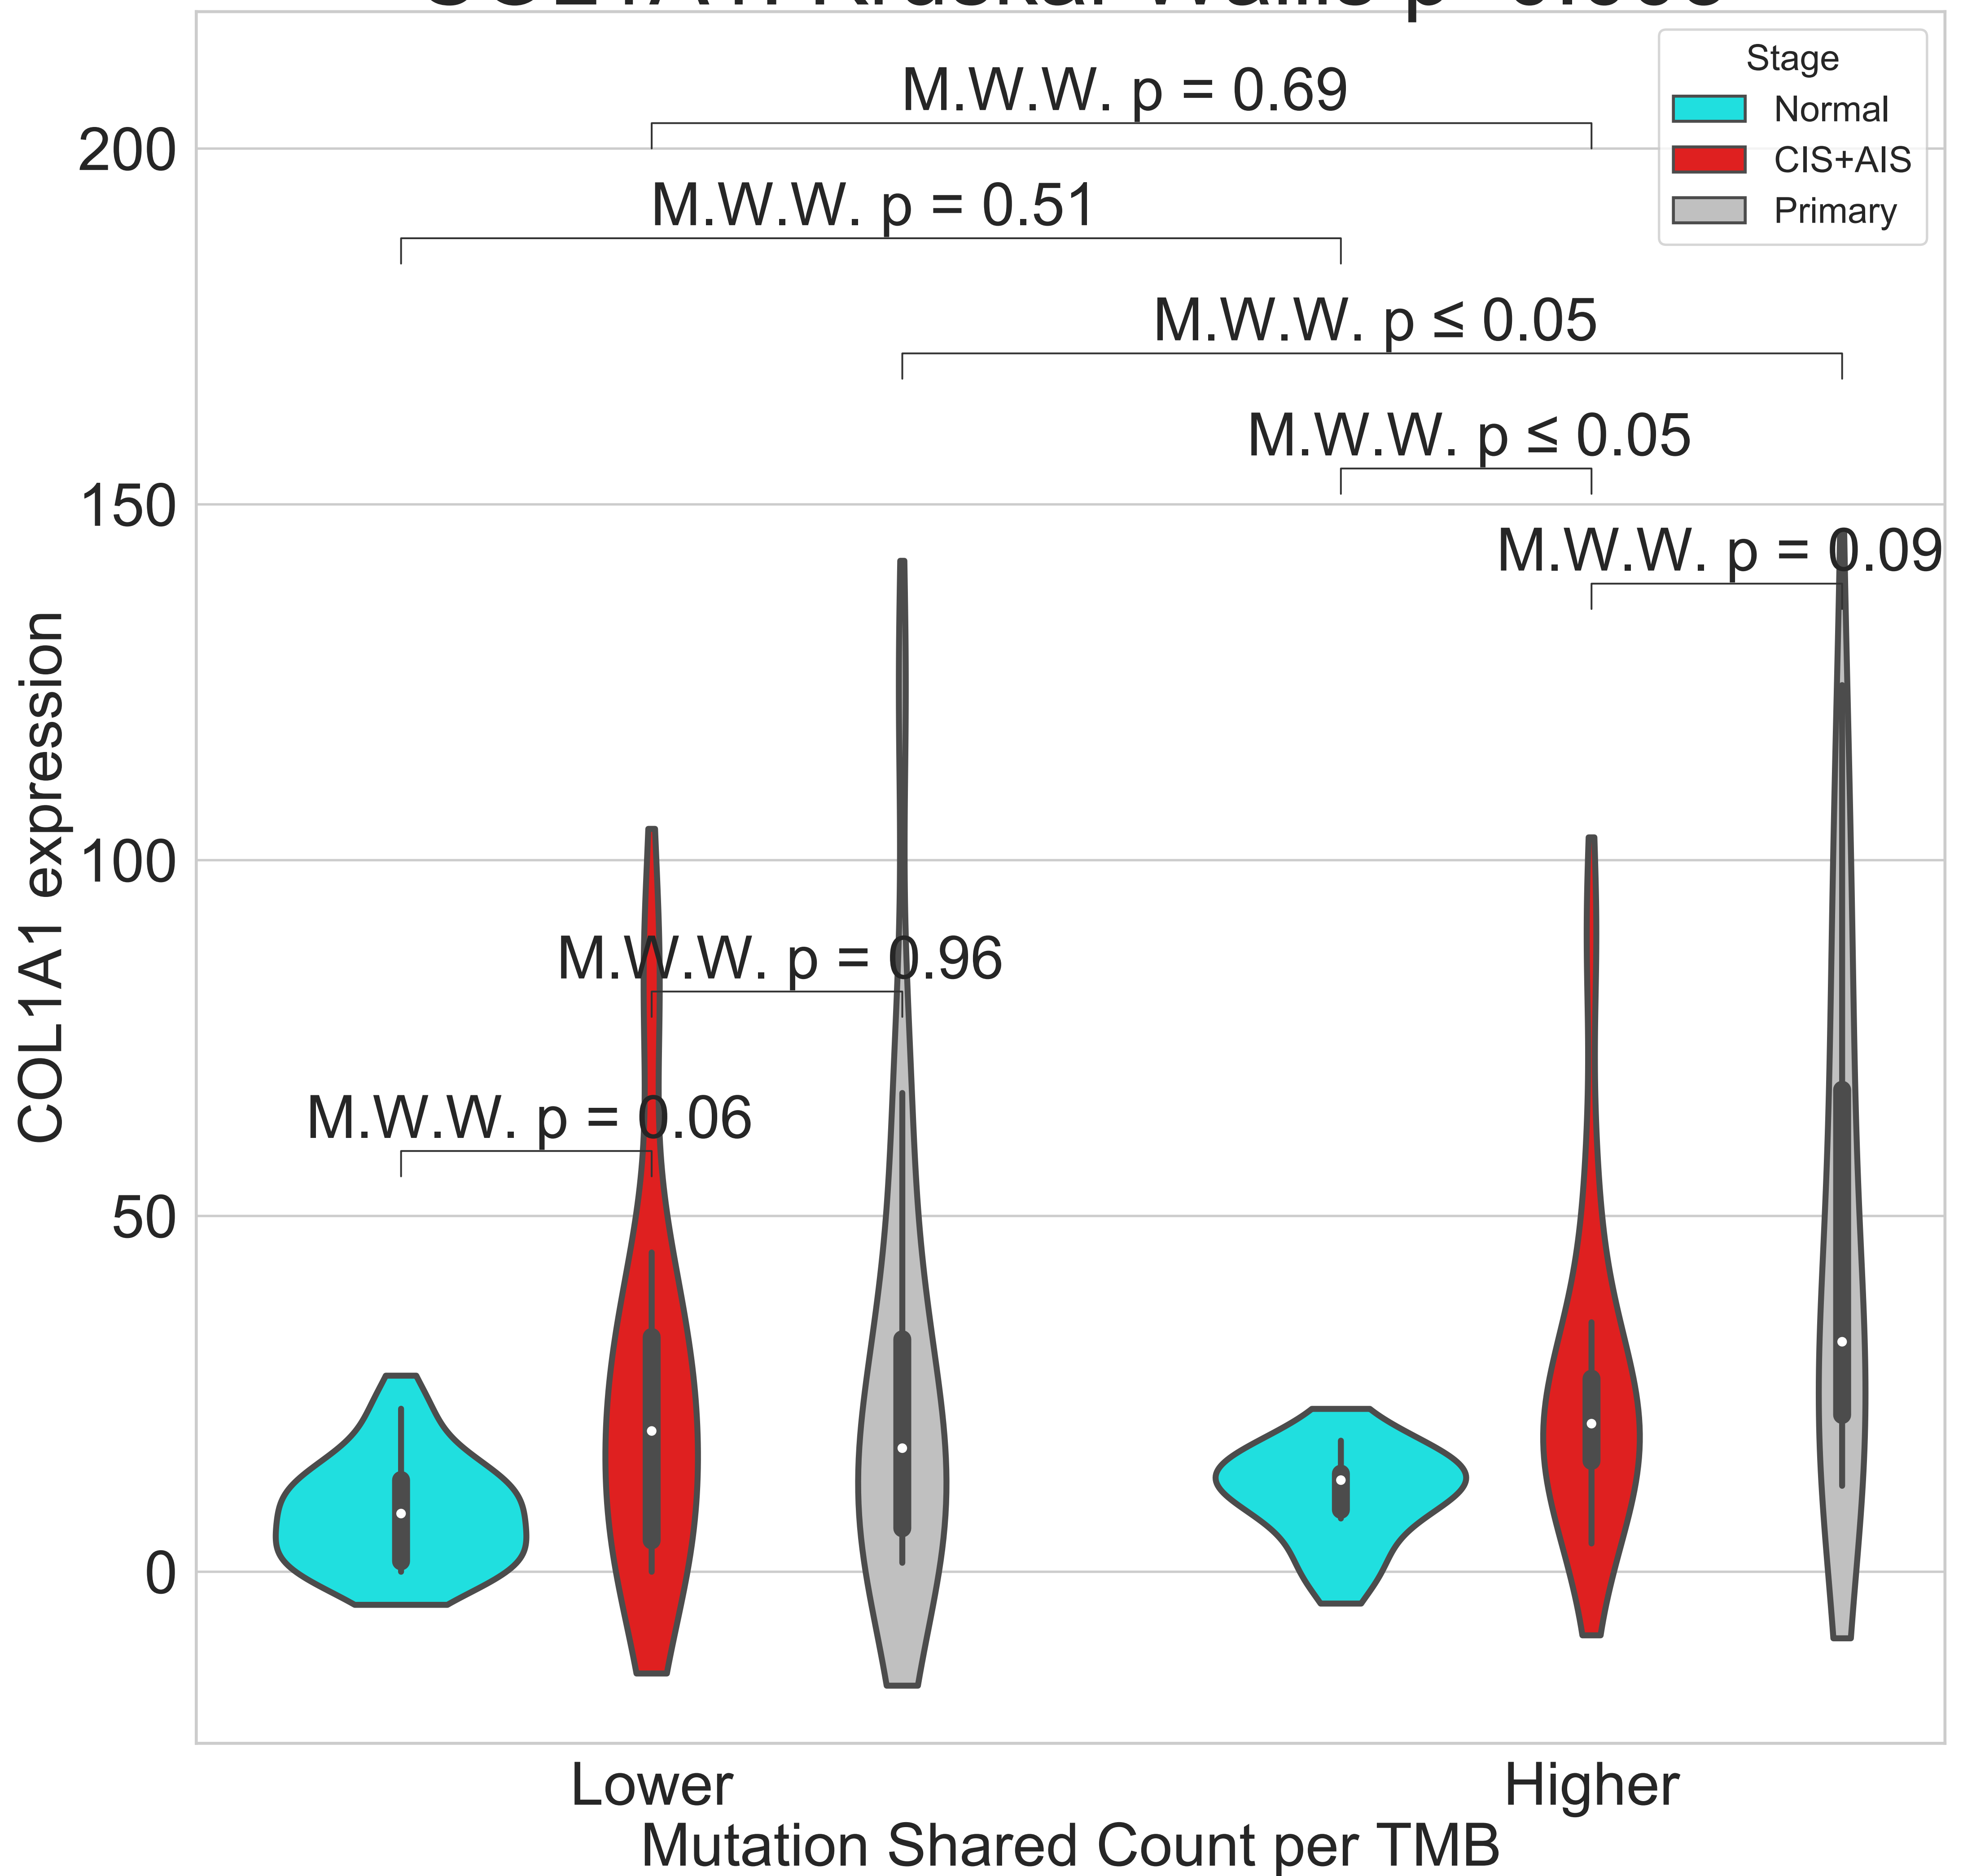 Stage
Normal
CIS+AIS
Primary
M.W.W. p = 0.69
M.W.W. p = 0.51
M.W.W. p ≤ 0.05
M.W.W. p ≤ 0.05
M.W.W. p = 0.09
M.W.W. p = 0.96
M.W.W. p = 0.06
COL1A1 expression
200
150
100
50
0
Lower
Higher
Mutation Shared Count per TMB